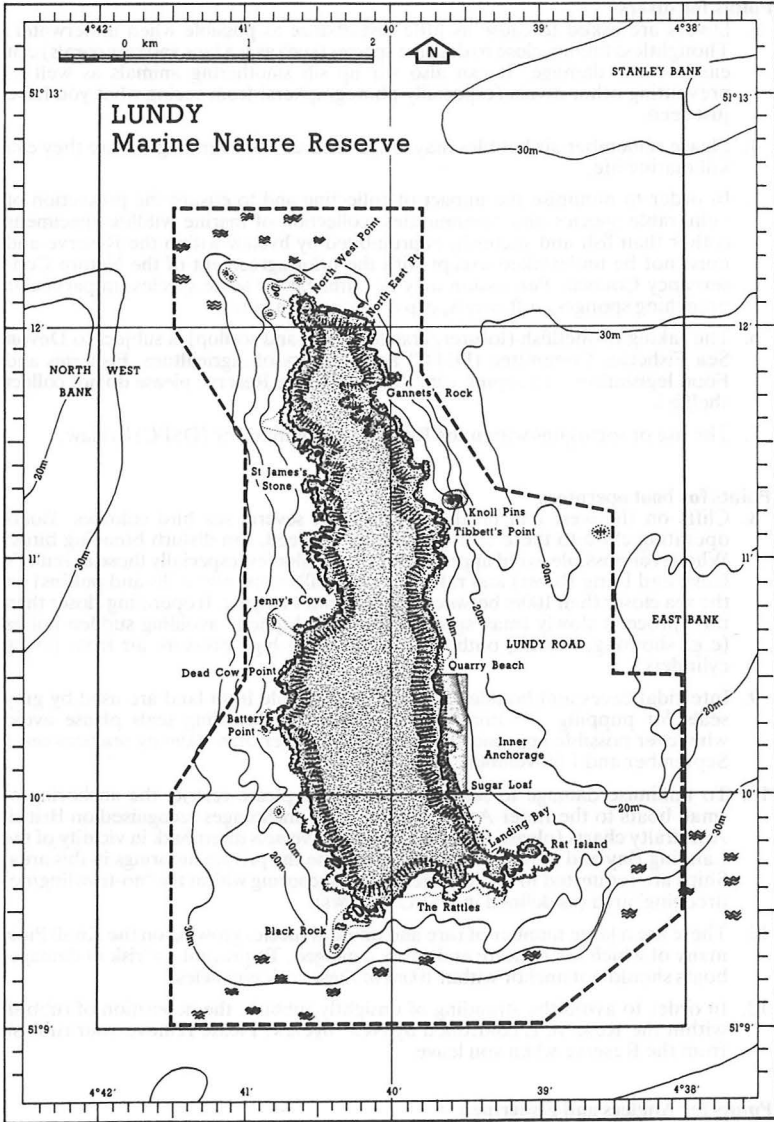 4°42'
41'
40'
39'
4°38'
1 0 km 2
N
STANLEY BANK
51°13'
51°13'
LUNDY
Marine Nature Reserve
30m
North West Point
North East Pt
12'
12'
30m
NORTH WEST
BANK
Gannets' Rock
20m
30m
St James's
Stone
Knoll Pins
Tibbett's Point
11'
11'
10m
Jenny's Cove
LUNDY ROAD
EAST BANK
Dead Cow Point
Quarry Beach
20m
Battery
Point
Inner
Anchorage
10'
10'
Sugar Loaf
20m
30m
Landing Bay
Rat Island
10m
The Rattles
30m
Black Rock
51°9'
51°9'
4°42'
41'
40'
39'
4°38'